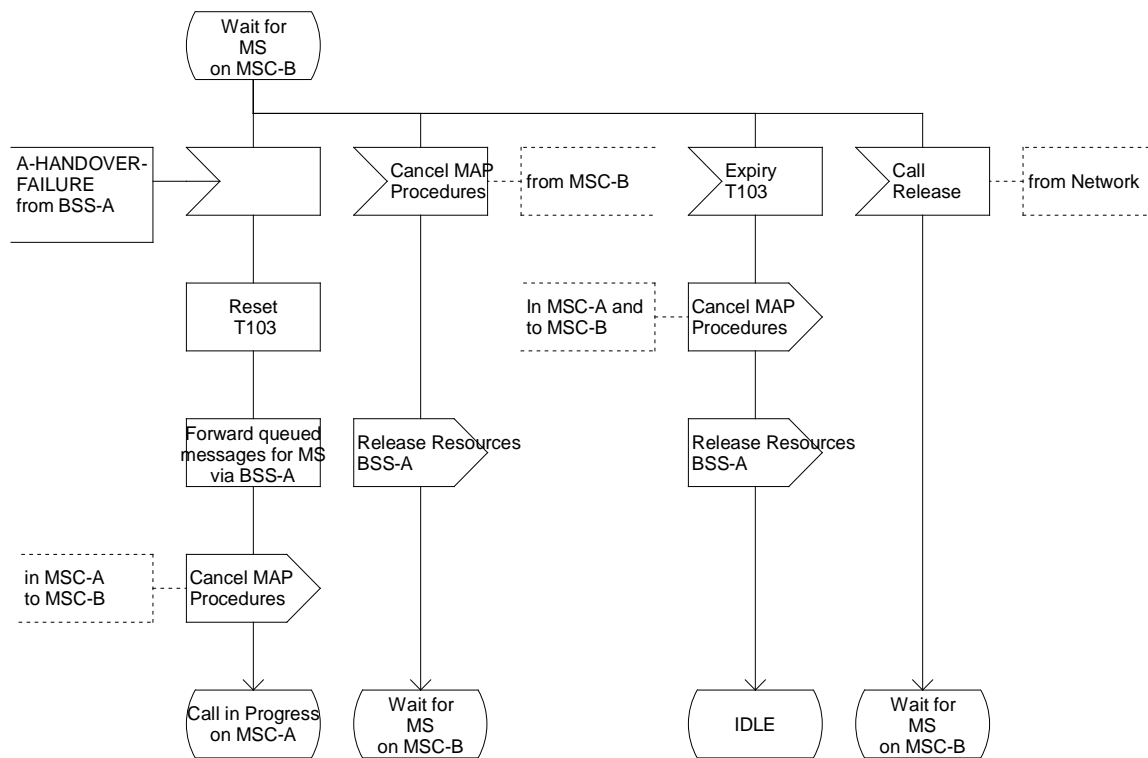 Wait for
MS
on MSC-B
A-HANDOVER-
FAILURE
from BSS-A
Cancel MAP
Procedures
from MSC-B
Expiry
T103
Call
Release
from Network
Reset
T103
In MSC-A and
to MSC-B
Cancel MAP
Procedures
Forward queued
messages for MS
via BSS-A
Release Resources
BSS-A
Release Resources
BSS-A
in MSC-A
to MSC-B
Cancel MAP
Procedures
Call in Progress
on MSC-A
Wait for
MS
on MSC-B
IDLE
Wait for
MS
on MSC-B